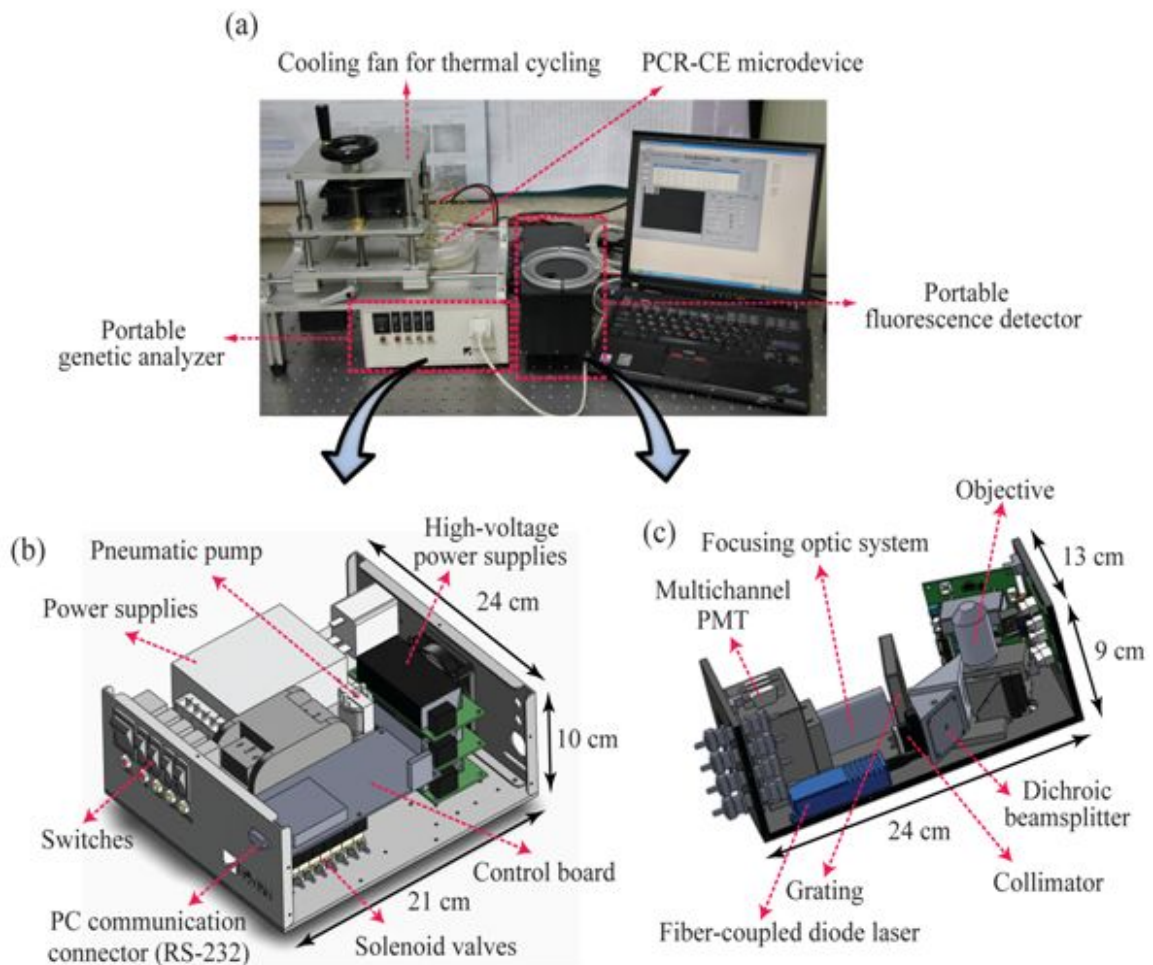 (a)
Cooling fan for thermal cycling
PCR-CE microdevice
Portable
genetic analyzer
Portable
fluorescence detector
(b)
Pneumatic pump
High-voltage
power supplies
Power supplies
24 cm
10 cm
Switches
Control board
21 cm
PC communication
connector (RS-232)
Solenoid valves
(c)
Objective
Focusing optic system
Multichannel
PMT
13 cm
9 cm
Dichroic
beamsplitter
24 cm
Collimator
Grating
Fiber-coupled diode laser